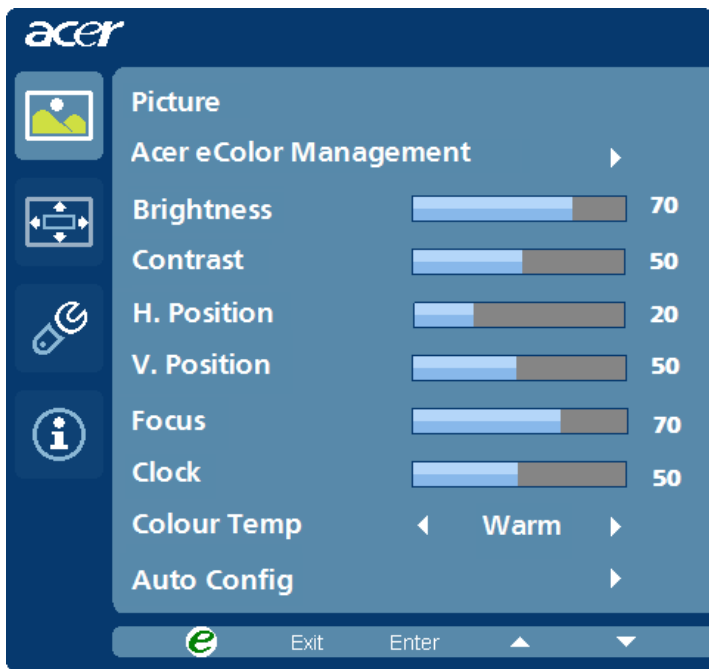 acer
Picture
Acer eColor Management
Brightness 70
Contrast 50
H. Position 20
V. Position 50
Focus 70
Clock 50
Colour Temp Warm
Auto Config
e Exit Enter